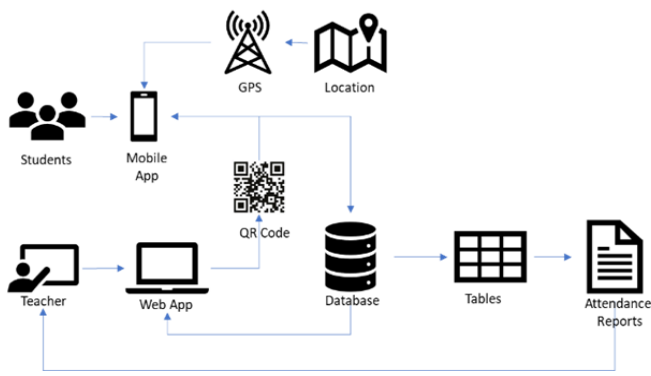 GPS
Location
Students
Mobile
App
QR Code
Teacher
Web App
Database
Tables
Attendance
Reports